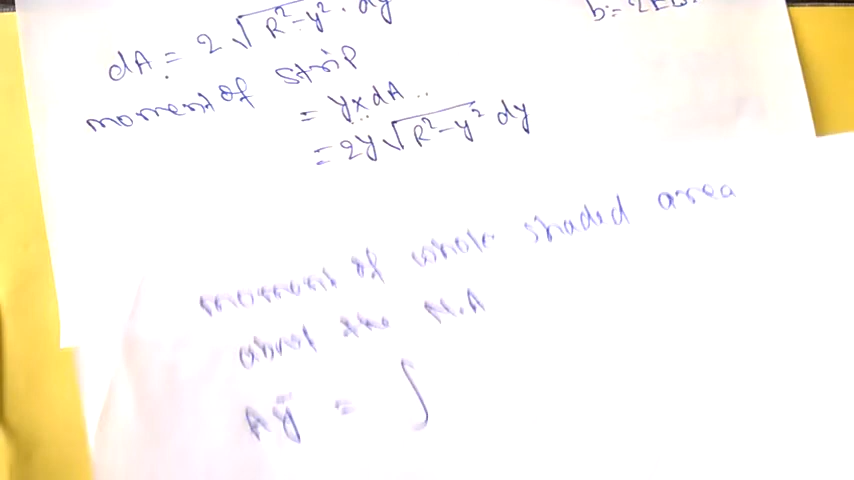 dA = 2 √R²-y² · dy
b = 2
moment of strip
= y x dA ..
= 2y √R²-y² dy
moment of whole shaded area
about the N.A
Aȳ = ∫